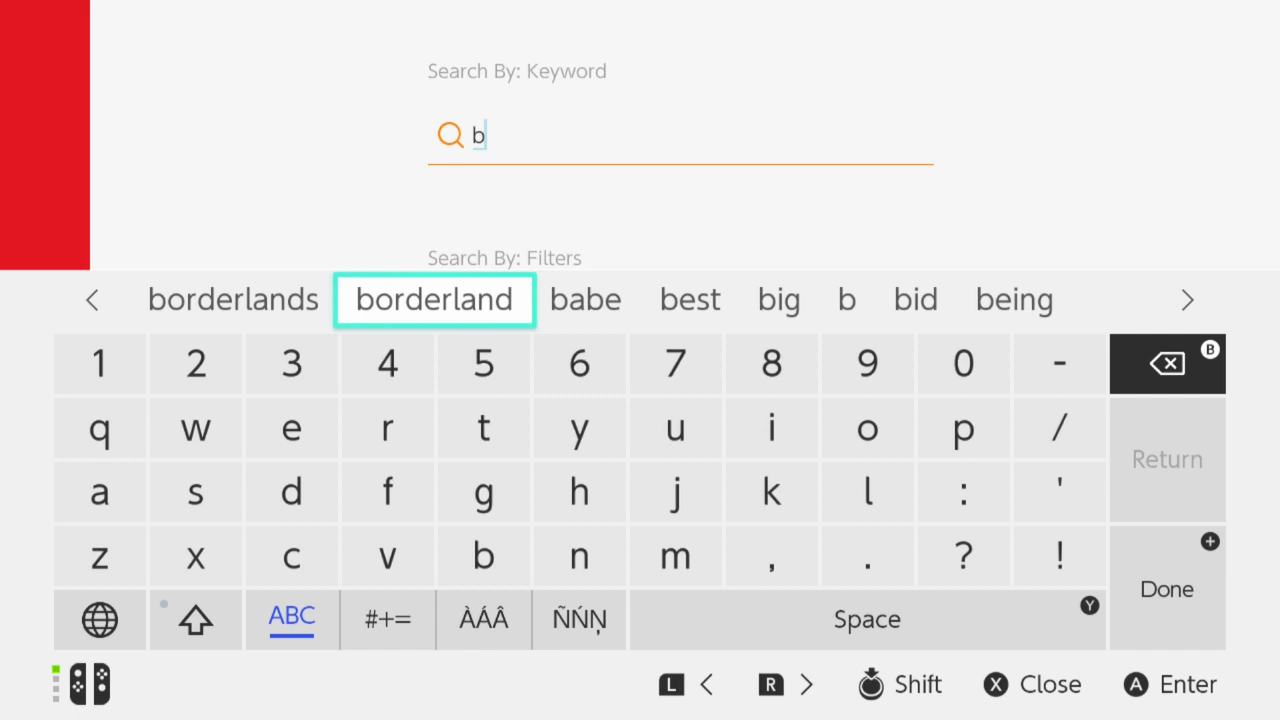 Search By: Keyword
b
Search By: Filters
borderlands borderland babe best big b bid being
1 2 3 4 5 6 7 8 9 0 - B
q w e r t y u i o p /
Return
a s d f g h j k l : '
z x c v b n m , . ? ! +
Done
ABC #+= ÀÁÂ ÑŃŅ Space Y
L < R > Shift X Close A Enter